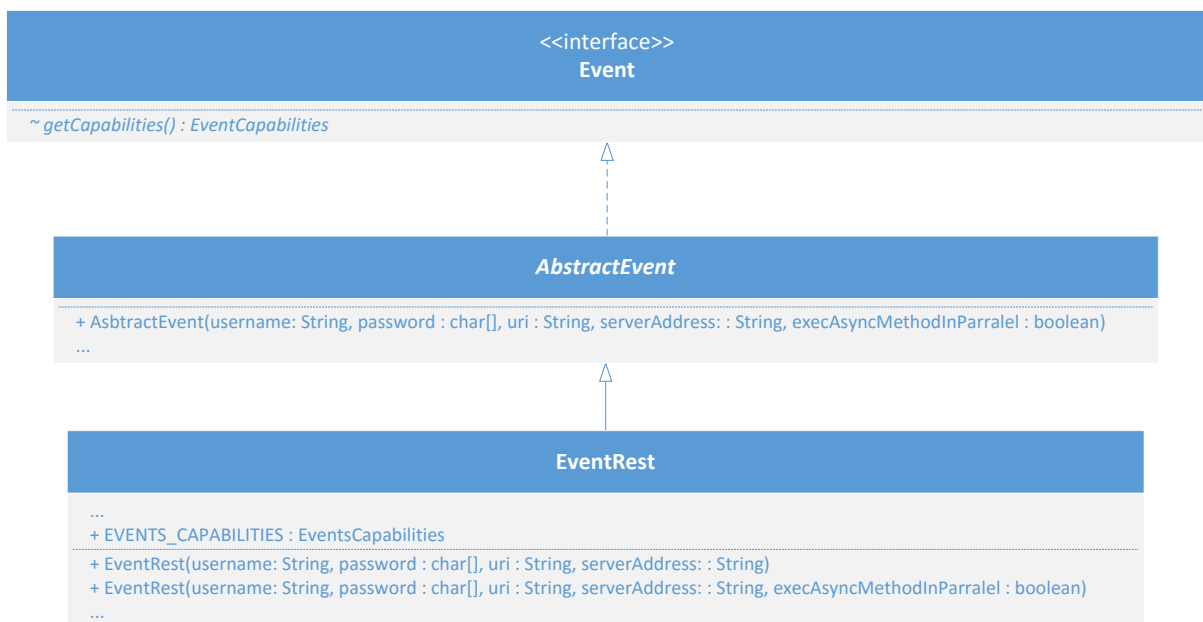 <<interface>>
Event
~ getCapabilities() : EventCapabilities
AbstractEvent
+ AsbtractEvent(username: String, password : char[], uri : String, serverAddress: : String, execAsyncMethodInParralel : boolean)
...
EventRest
...
+ EVENTS_CAPABILITIES : EventsCapabilities
+ EventRest(username: String, password : char[], uri : String, serverAddress: : String)
+ EventRest(username: String, password : char[], uri : String, serverAddress: : String, execAsyncMethodInParralel : boolean)
...